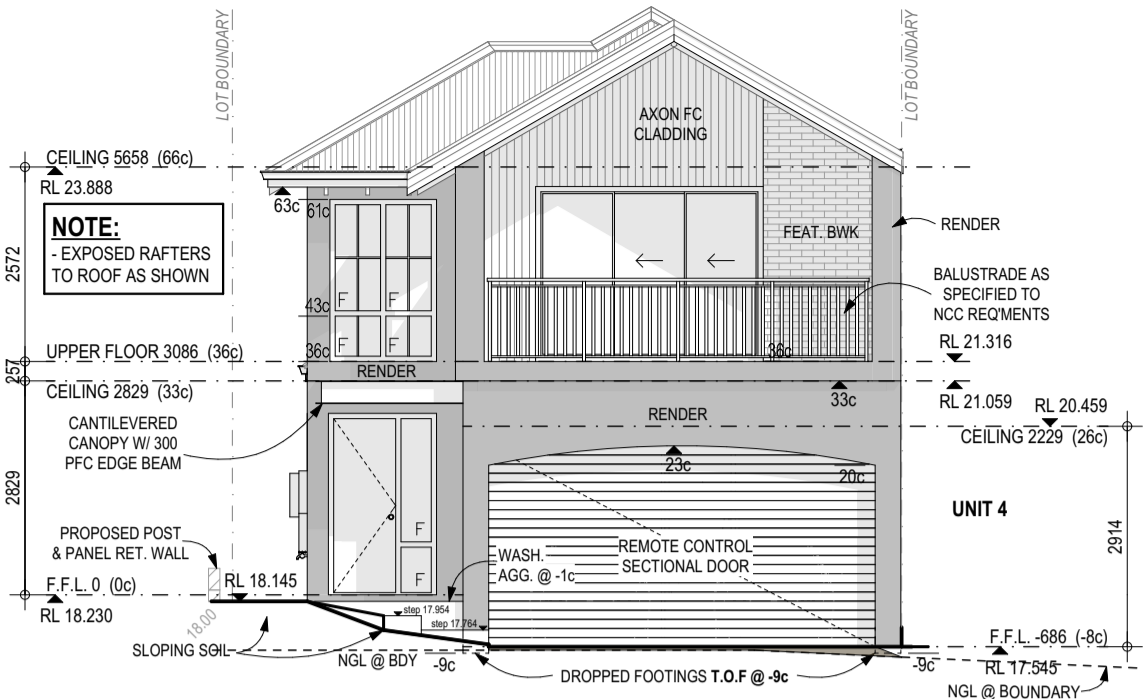 LOT BOUNDARY
LOT BOUNDARY
AXON FC
CLADDING
CEILING 5658 (66c)
RL 23.888
63c
61c
NOTE:
- EXPOSED RAFTERS
TO ROOF AS SHOWN
FEAT. BWK
RENDER
2572
BALUSTRADE AS
SPECIFIED TO
NCC REQ'MENTS
F
F
43c
F
F
RL 21.316
UPPER FLOOR 3086 (36c)
36c
36c
257
RENDER
CEILING 2829 (33c)
33c
RL 21.059
RL 20.459
RENDER
CEILING 2229 (26c)
CANTILEVERED
CANOPY W/ 300
PFC EDGE BEAM
23c
20c
2829
UNIT 4
2914
F
PROPOSED POST
& PANEL RET. WALL
WASH.
AGG. @ -1c
REMOTE CONTROL
SECTIONAL DOOR
F
F.F.L. 0 (0c)
RL 18.145
RL 18.230
18.00
step 17.954
step 17.764
SLOPING SOIL
NGL @ BDY
-9c
DROPPED FOOTINGS T.O.F @ -9c
-9c
F.F.L. -686 (-8c)
RL 17.545
NGL @ BOUNDARY